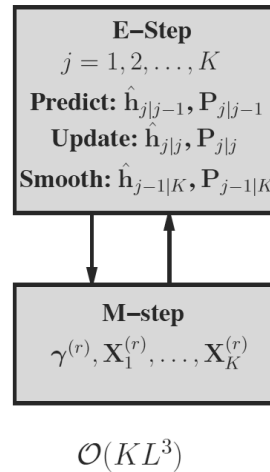 E–Step
j = 1, 2, . . . , K
Predict: ĥ_{j|j−1}, P_{j|j−1}
Update: ĥ_{j|j}, P_{j|j}
Smooth: ĥ_{j−1|K}, P_{j−1|K}
M–step
γ^{(r)}, X_1^{(r)}, . . . , X_K^{(r)}
𝒪(KL^3)